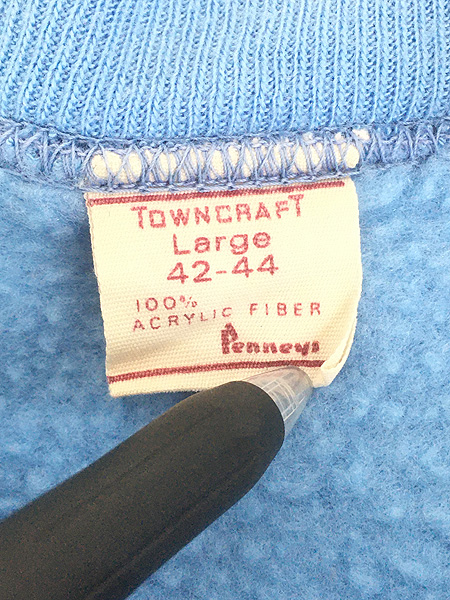 TOWNCRAFT
Large
42-44
100%
ACRYLIC FIBER
Penneys